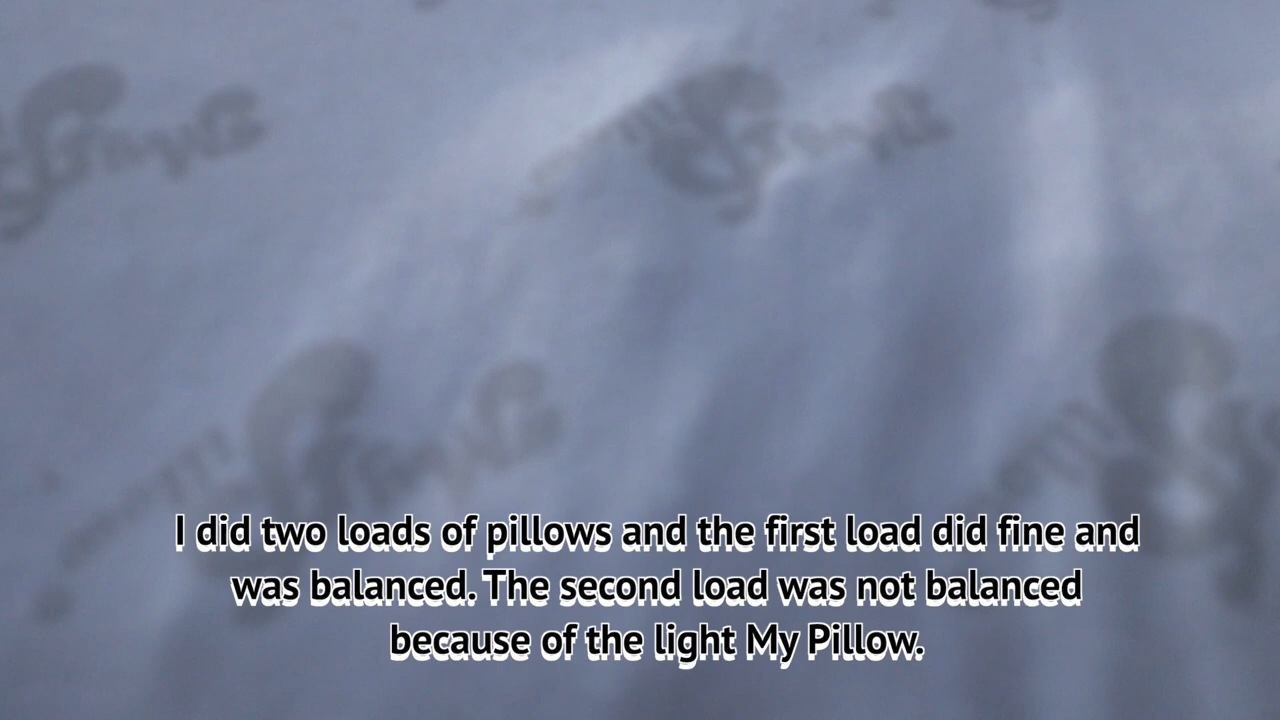 I did two loads of pillows and the first load did fine and
was balanced. The second load was not balanced
because of the light My Pillow.